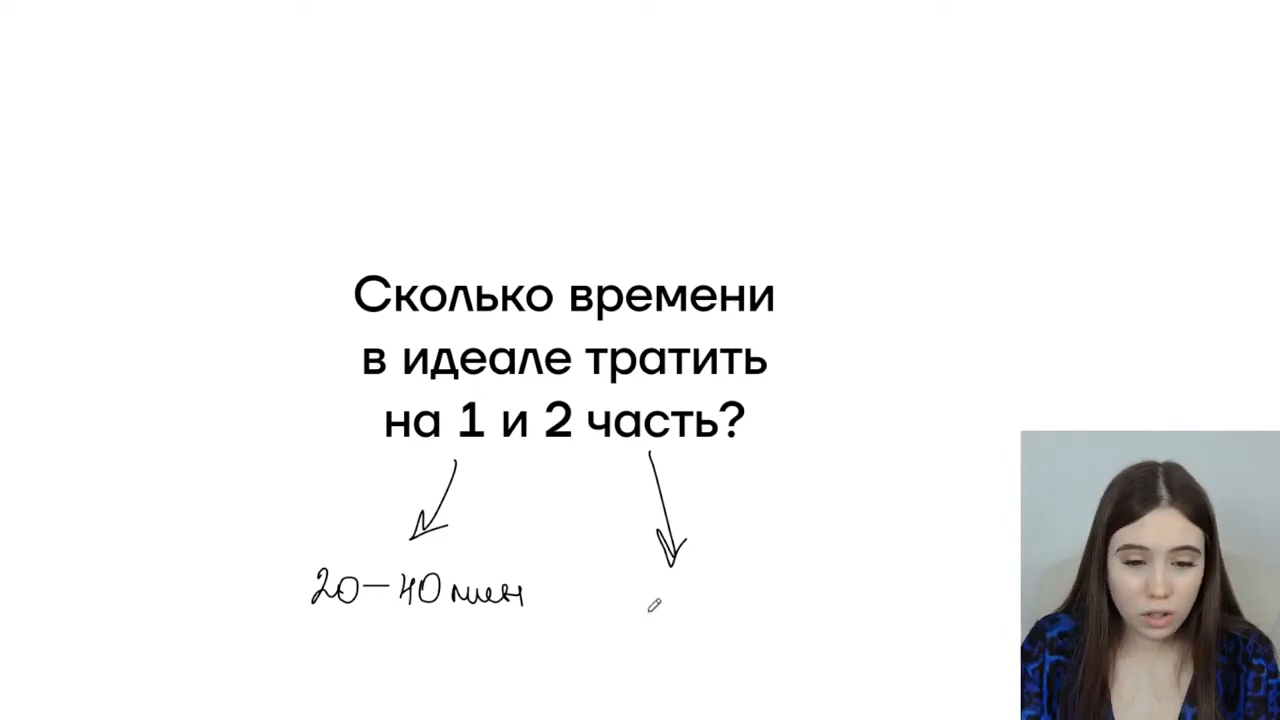 Сколько времени
в идеале тратить
на 1 и 2 часть?
20-40 мин